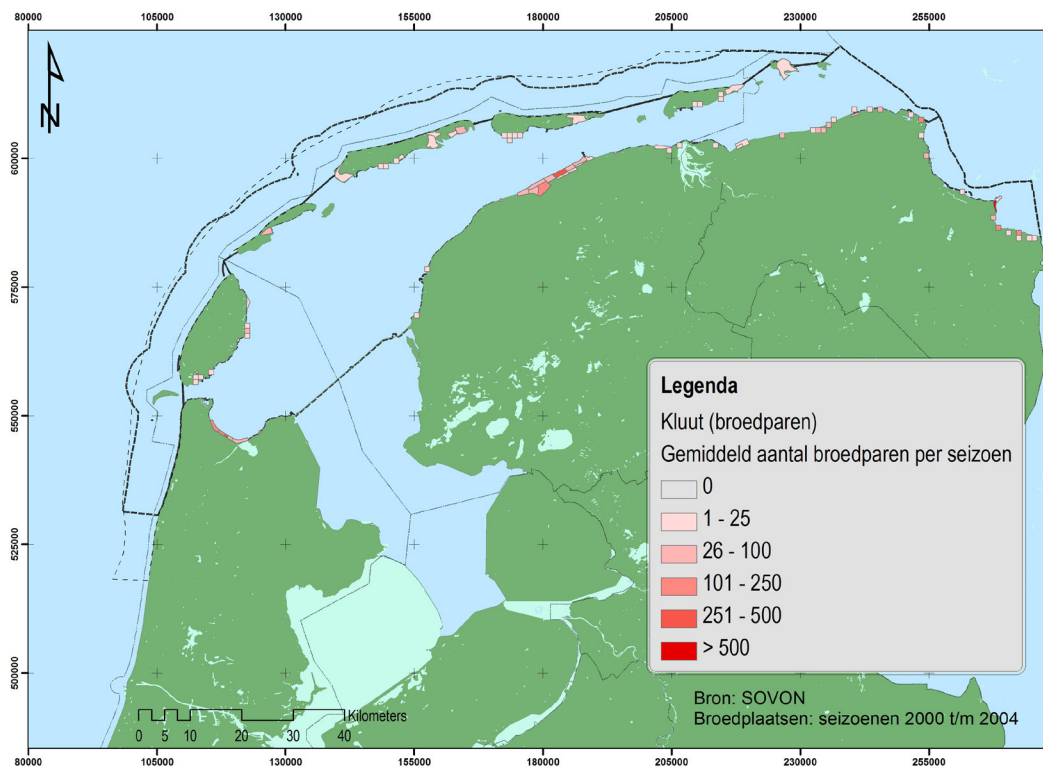 80000 105000 130000 155000 180000 205000 230000 255000
N
600000
575000
550000
525000
500000
Legenda
Kluut (broedparen)
Gemiddeld aantal broedparen per seizoen
0
1 - 25
26 - 100
101 - 250
251 - 500
> 500
Bron: SOVON
Broedplaatsen: seizoenen 2000 t/m 2004
Kilometers
0 5 10 20 30 40
80000 105000 130000 155000 180000 205000 230000 255000